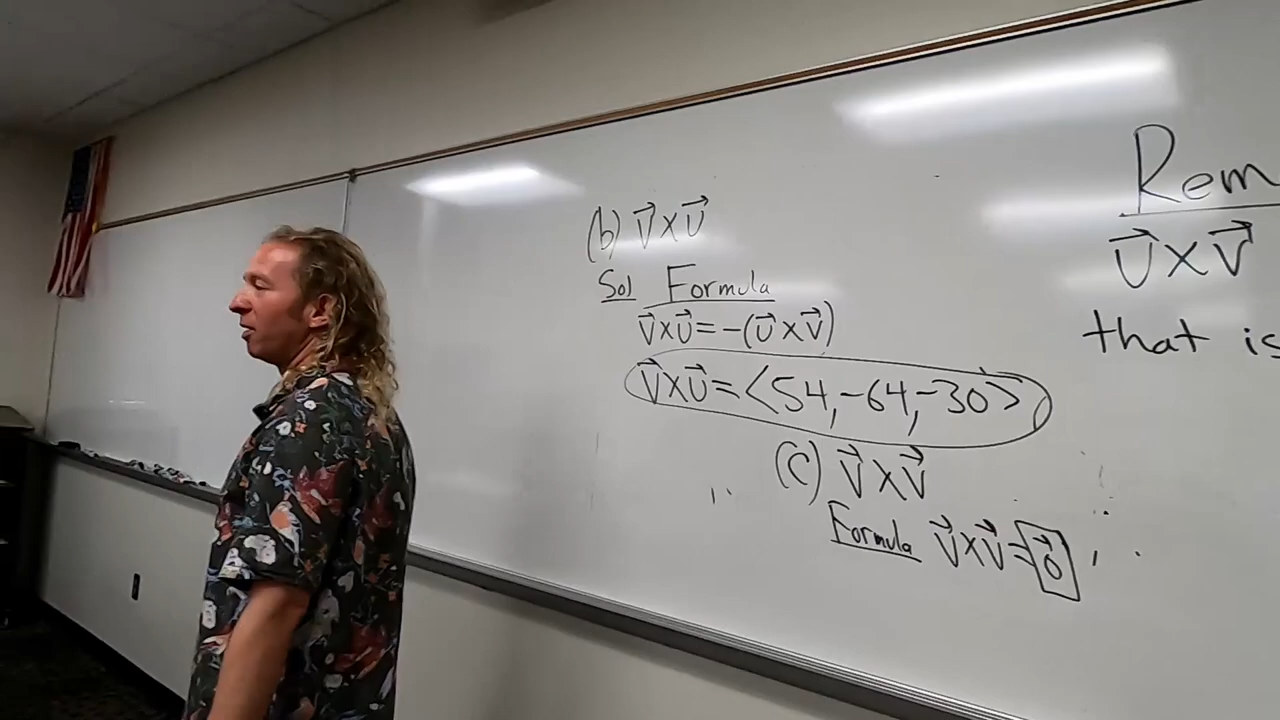 (b) V⃗×U⃗
Sol Formula
V⃗×U⃗=-(U⃗×V⃗)
V⃗×U⃗=<54,-64,-30>
(c) V⃗×V⃗
Formula V⃗×V⃗=0⃗
Rem
U⃗×V⃗
that is